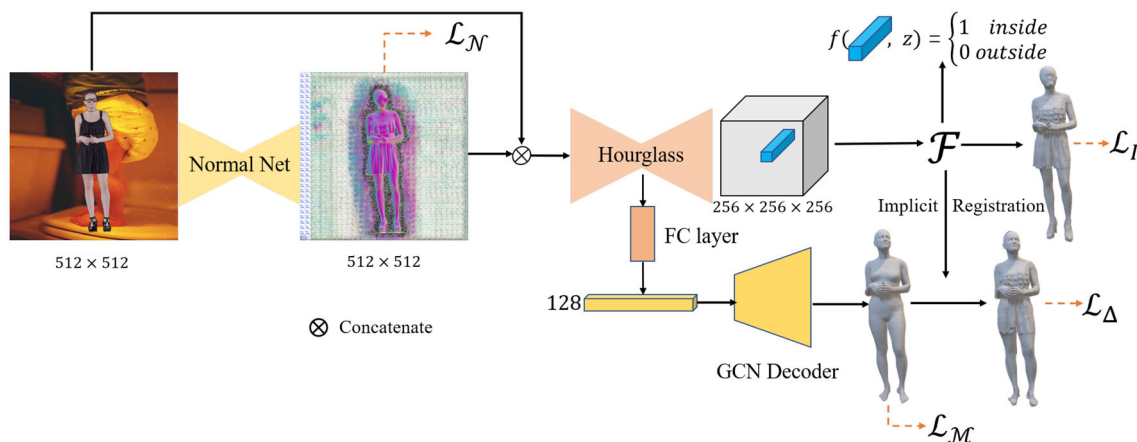 ℒ𝒩
f( , z) = {1 inside
0 outside
Normal Net
Hourglass
ℱ
ℒI
256 × 256 × 256
Implicit Registration
512 × 512
512 × 512
FC layer
128
ℒΔ
⊗ Concatenate
GCN Decoder
ℒℳ